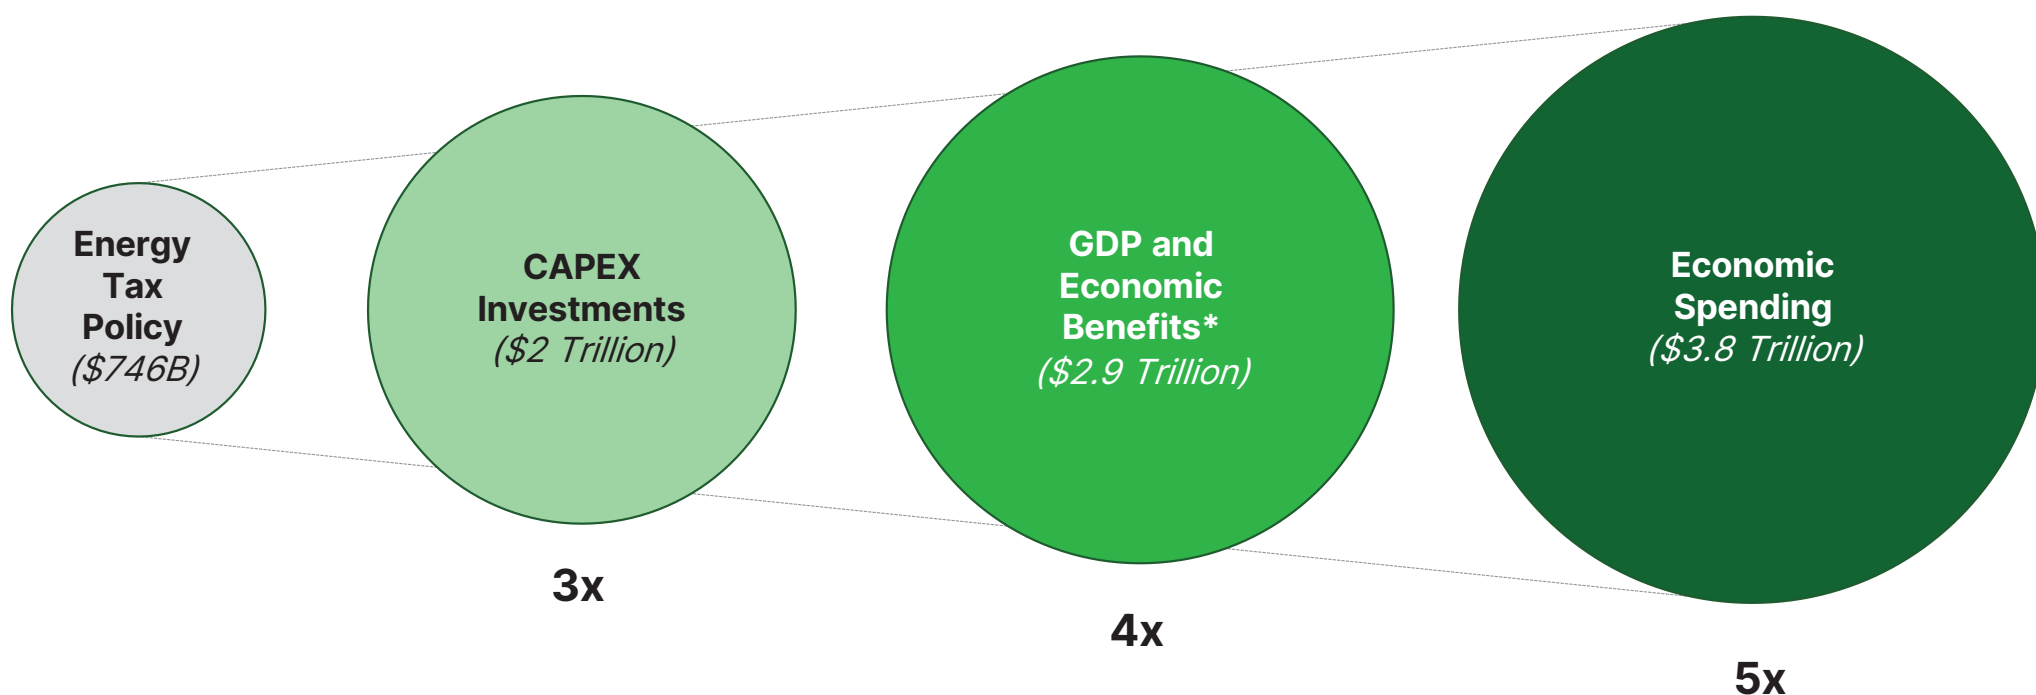 Energy
Tax
Policy
($746B)
CAPEX
Investments
($2 Trillion)
3x
GDP and
Economic
Benefits*
($2.9 Trillion)
4x
Economic
Spending
($3.8 Trillion)
5x